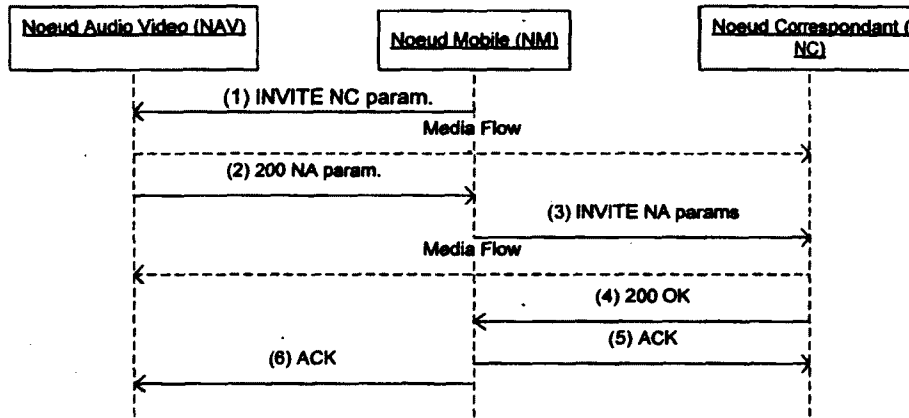 Noeud Audio Video (NAV)
Noeud Mobile (NM)
Noeud Correspondant (
NC)
(1) INVITE NC param.
Media Flow
(2) 200 NA param.
(3) INVITE NA params
Media Flow
(4) 200 OK
(5) ACK
(6) ACK